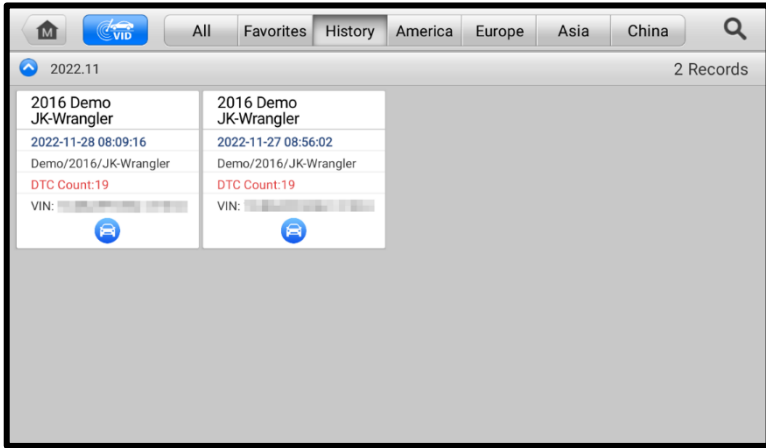 M VID All Favorites History America Europe Asia China
2022.11 2 Records
2016 Demo
JK-Wrangler
2022-11-28 08:09:16
Demo/2016/JK-Wrangler
DTC Count:19
VIN:
2016 Demo
JK-Wrangler
2022-11-27 08:56:02
Demo/2016/JK-Wrangler
DTC Count:19
VIN: